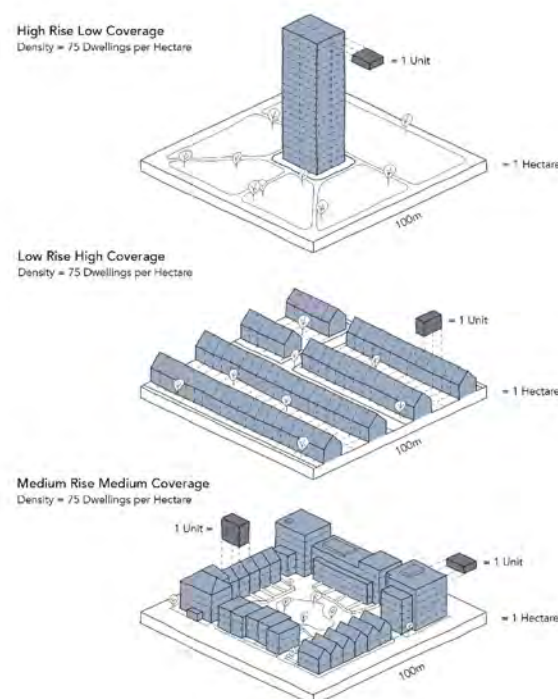 High Rise Low Coverage
Density = 75 Dwellings per Hectare
= 1 Unit
= 1 Hectare
100m
Low Rise High Coverage
Density = 75 Dwellings per Hectare
= 1 Unit
= 1 Hectare
100m
Medium Rise Medium Coverage
Density = 75 Dwellings per Hectare
1 Unit =
= 1 Unit
= 1 Hectare
100m